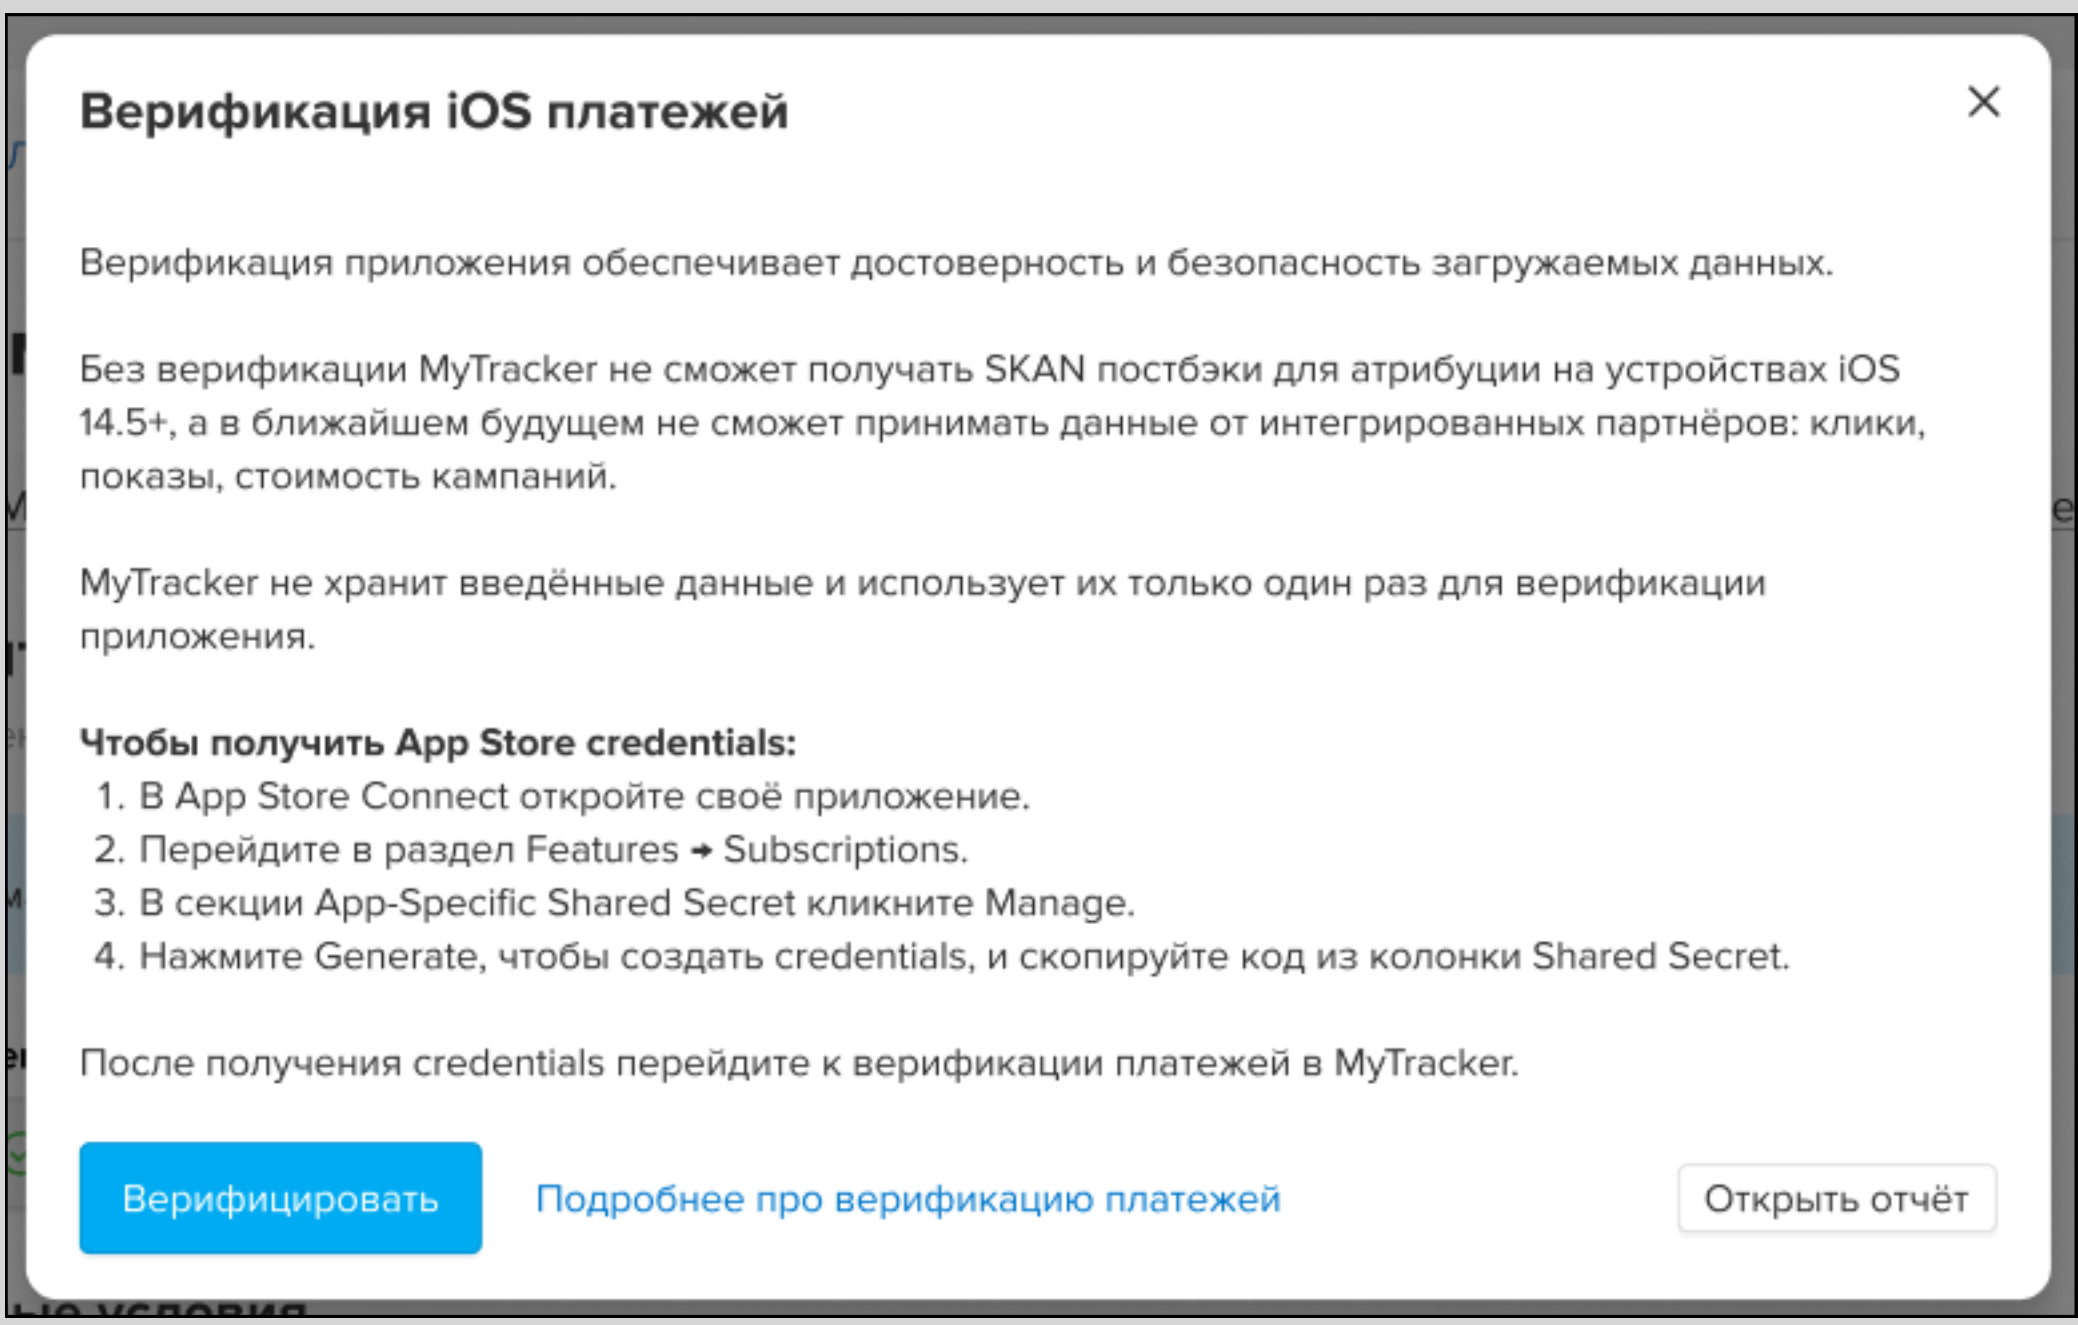 Верификация iOS платежей
Верификация приложения обеспечивает достоверность и безопасность загружаемых данных.
Без верификации MyTracker не сможет получать SKAN постбэки для атрибуции на устройствах iOS
14.5+, а в ближайшем будущем не сможет принимать данные от интегрированных партнёров: клики,
показы, стоимость кампаний.
MyTracker не хранит введённые данные и использует их только один раз для верификации
приложения.
Чтобы получить App Store credentials:
1. В App Store Connect откройте своё приложение.
2. Перейдите в раздел Features → Subscriptions.
3. В секции App-Specific Shared Secret кликните Manage.
4. Нажмите Generate, чтобы создать credentials, и скопируйте код из колонки Shared Secret.
После получения credentials перейдите к верификации платежей в MyTracker.
Верифицировать
Подробнее про верификацию платежей
Открыть отчёт